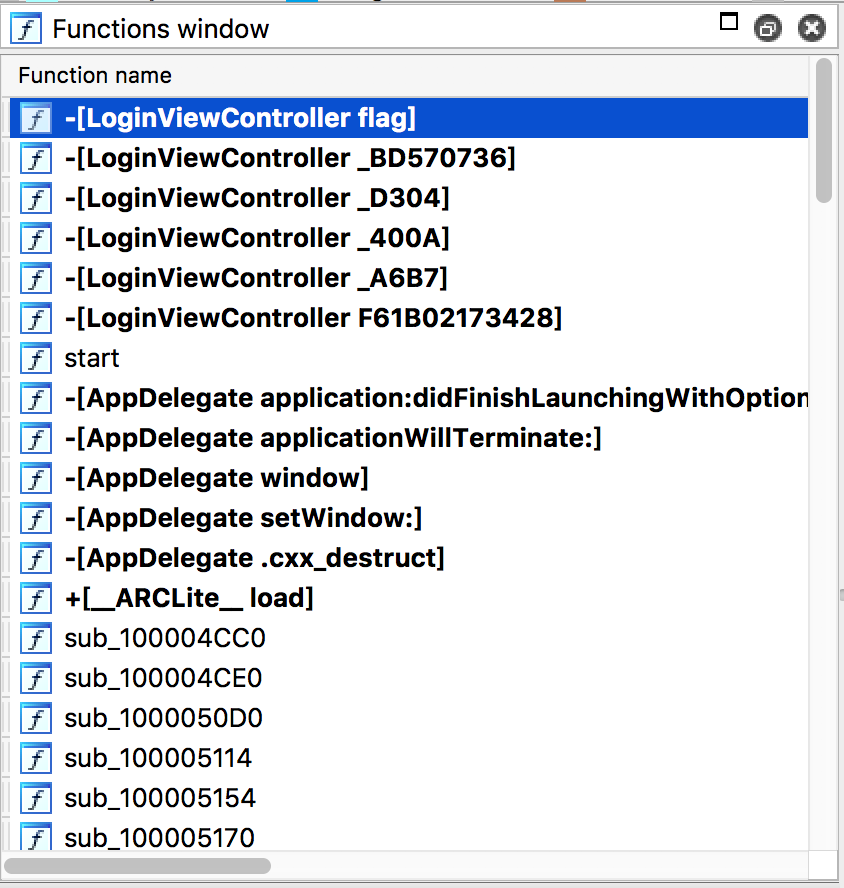 Functions window
Function name
-[LoginViewController flag]
-[LoginViewController _BD570736]
-[LoginViewController _D304]
-[LoginViewController _400A]
-[LoginViewController _A6B7]
-[LoginViewController F61B02173428]
start
-[AppDelegate application:didFinishLaunchingWithOption
-[AppDelegate applicationWillTerminate:]
-[AppDelegate window]
-[AppDelegate setWindow:]
-[AppDelegate .cxx_destruct]
+[__ARCLite__ load]
sub_100004CC0
sub_100004CE0
sub_1000050D0
sub_100005114
sub_100005154
sub_100005170